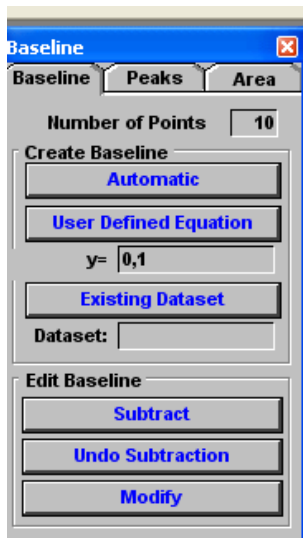 Baseline
Baseline Peaks Area
Number of Points 10
Create Baseline
Automatic
User Defined Equation
y= 0,1
Existing Dataset
Dataset:
Edit Baseline
Subtract
Undo Subtraction
Modify